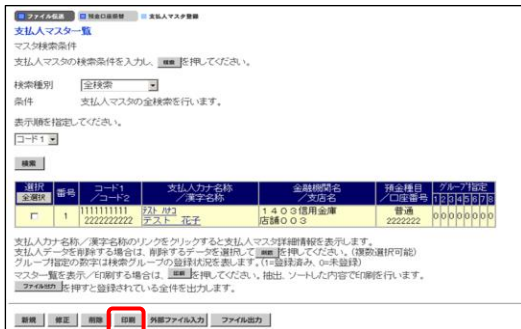 ファイル伝送 預金口座振替 支払人マスタ登録
支払人マスター一覧
マスタ検索条件
支払人マスタの検索条件を入力し、 検索 を押してください。
検索種別 全検索
条件 支払人マスタの全検索を行います。
表示順を指定してください。
コード1
検索
選択 全選択 番号 コード1 /コード2 支払人カナ名称 /漢字名称 金融機関名 /支店名 預金種目 /口座番号 グループ指定 1 2 3 4 5 6 7 8
1 1111111111 テスト ハナコ 1403信用金庫 普通 0 0 0 0 0 0 0 0
2222222222 テスト 花子 店舗003 2222222
支払人カナ名称/漢字名称のリンクをクリックすると支払人マスタ詳細情報を表示します。
支払人データを削除する場合は、削除するデータを選択して 削除 を押してください。(複数選択可能)
グループ指定の数字は検索グループの登録状況を表します。(1=登録済み、0=未登録)
マスター覧を表示/印刷する場合は、 印刷 を押してください。抽出、ソートした内容で印刷を行います。
ファイル出力 を押すと登録されている全件を出力します。
新規 修正 削除 印刷 外部ファイル入力 ファイル出力